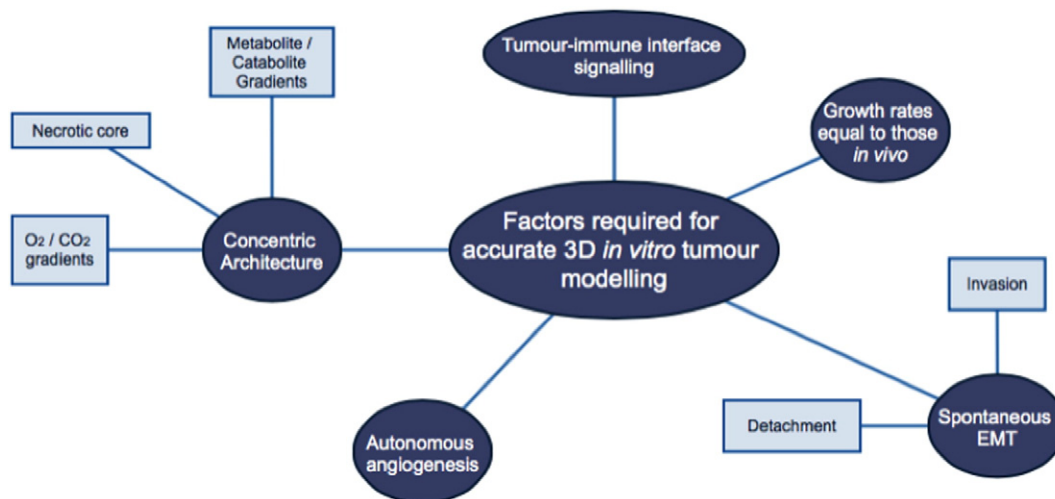 Metabolite /
Catabolite
Gradients
Tumour-immune interface
signalling
Necrotic core
Growth rates
equal to those
in vivo
O2 / CO2
gradients
Concentric
Architecture
Factors required for
accurate 3D in vitro tumour
modelling
Invasion
Detachment
Spontaneous
EMT
Autonomous
angiogenesis